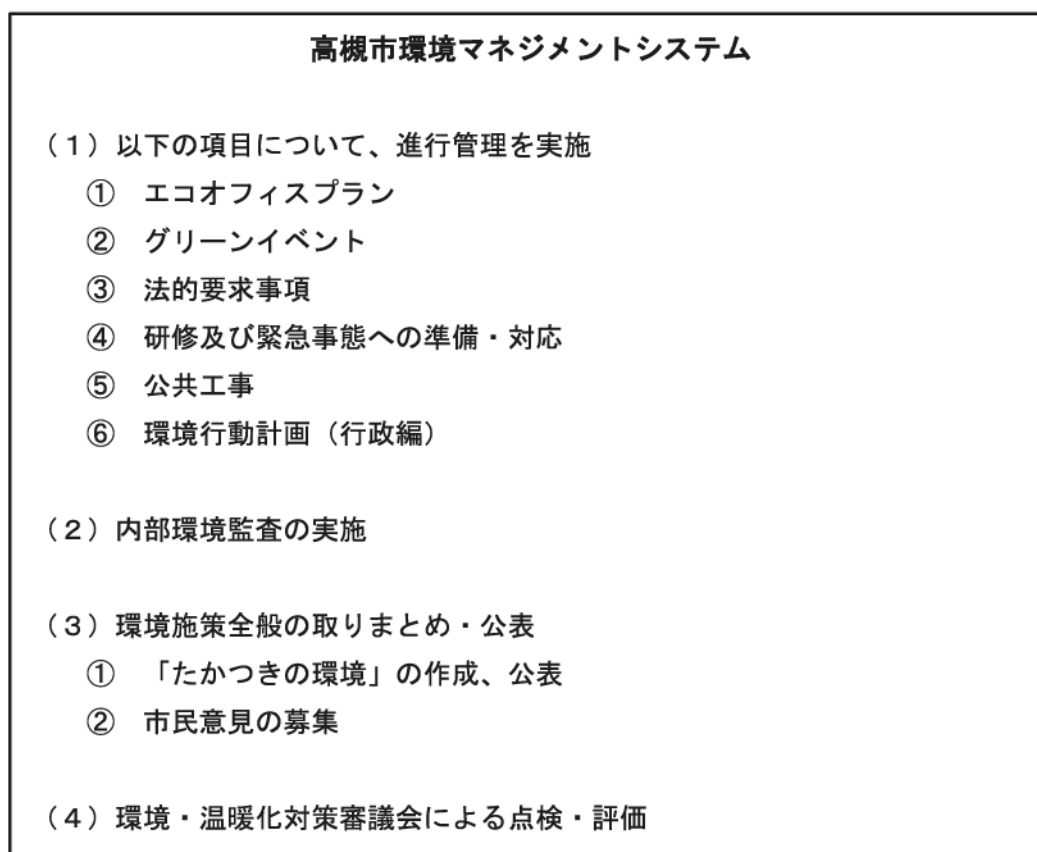 高槻市環境マネジメントシステム
（１）以下の項目について、進行管理を実施
①　エコオフィスプラン
②　グリーンイベント
③　法的要求事項
④　研修及び緊急事態への準備・対応
⑤　公共工事
⑥　環境行動計画（行政編）
（２）内部環境監査の実施
（３）環境施策全般の取りまとめ・公表
①　「たかつきの環境」の作成、公表
②　市民意見の募集
（４）環境・温暖化対策審議会による点検・評価